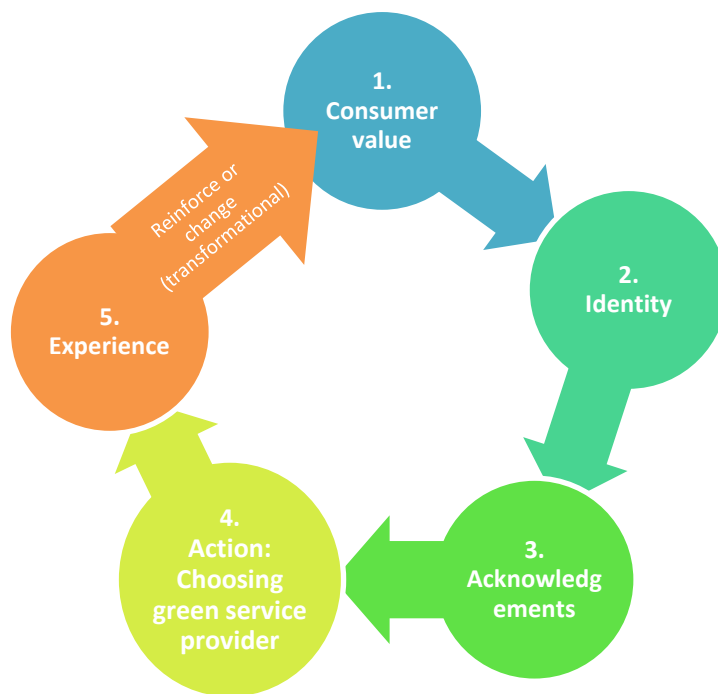 1.
Consumer
value
2.
Identity
3.
Acknowledg
ements
4.
Action:
Choosing
green service
provider
5.
Experience
Reinforce or
change
(transformational)